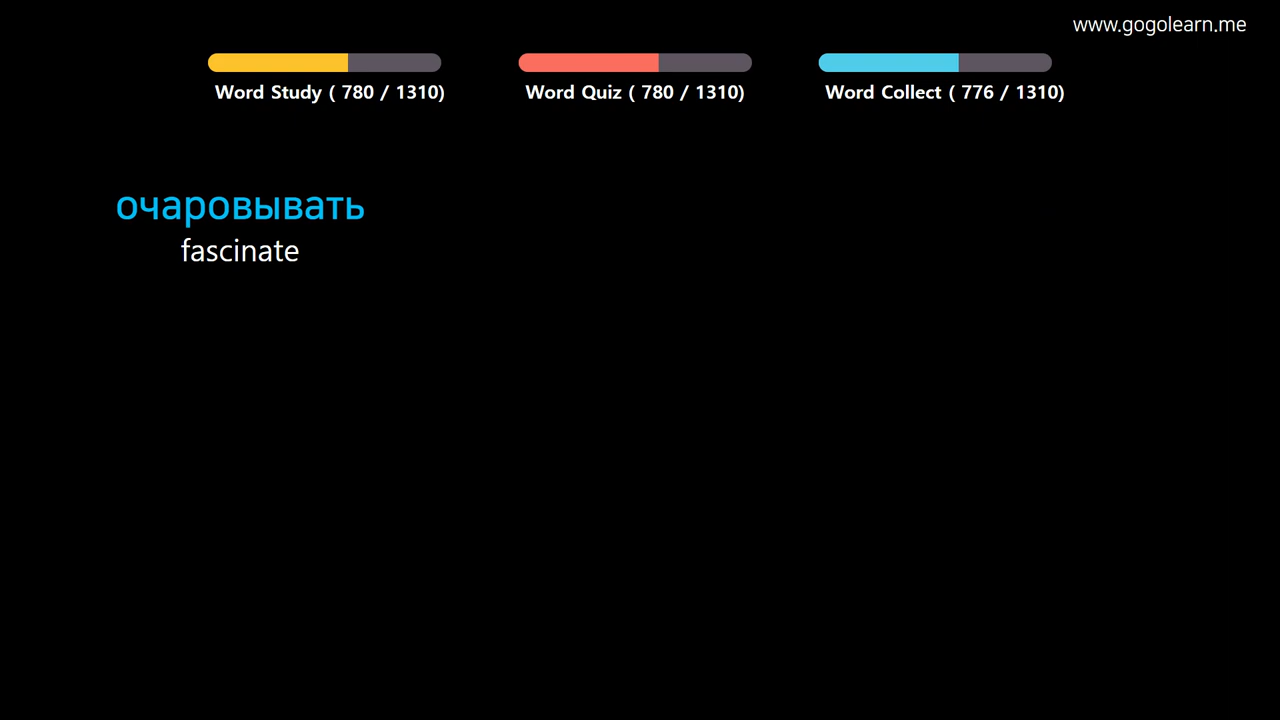 www.gogolearn.me
Word Study ( 780 / 1310)
Word Quiz ( 780 / 1310)
Word Collect ( 776 / 1310)
очаровывать
fascinate